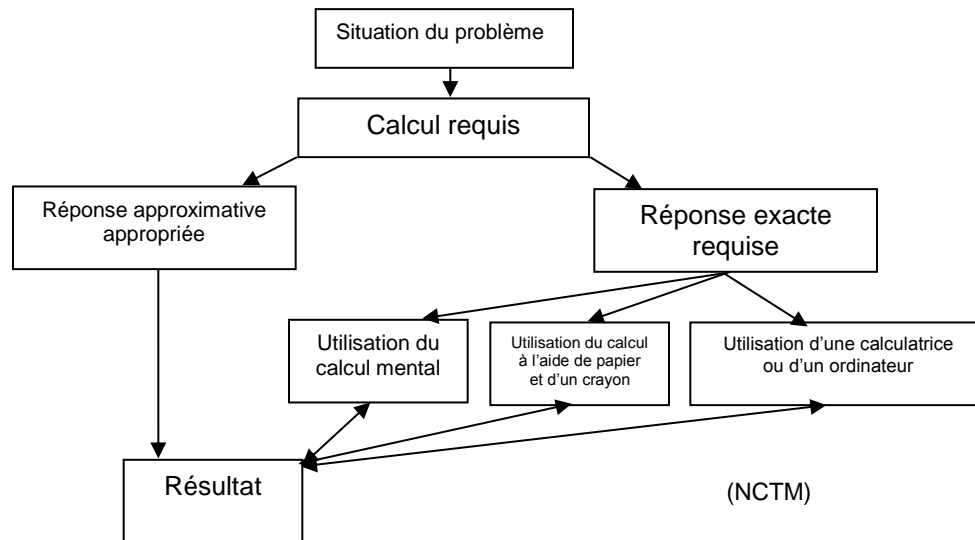 Situation du problème
Calcul requis
Réponse approximative
appropriée
Réponse exacte
requise
Utilisation du
calcul mental
Utilisation du calcul
à l'aide de papier
et d'un crayon
Utilisation d'une calculatrice
ou d'un ordinateur
Résultat
(NCTM)